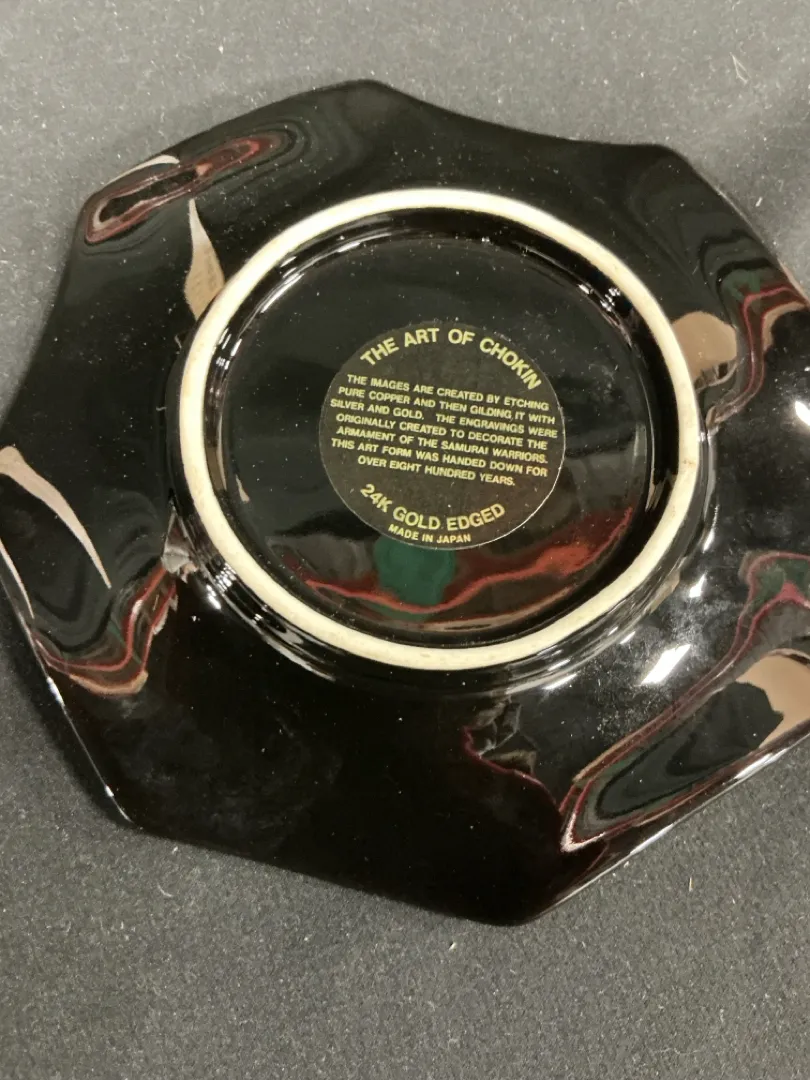 THE ART OF CHOKIN
THE IMAGES ARE CREATED BY ETCHING
PURE COPPER AND THEN GILDING IT WITH
SILVER AND GOLD. THE ENGRAVINGS WERE
ORIGINALLY CREATED TO DECORATE THE
ARMAMENT OF THE SAMURAI WARRIORS.
THIS ART FORM WAS HANDED DOWN FOR
OVER EIGHT HUNDRED YEARS.
24K GOLD EDGED
MADE IN JAPAN